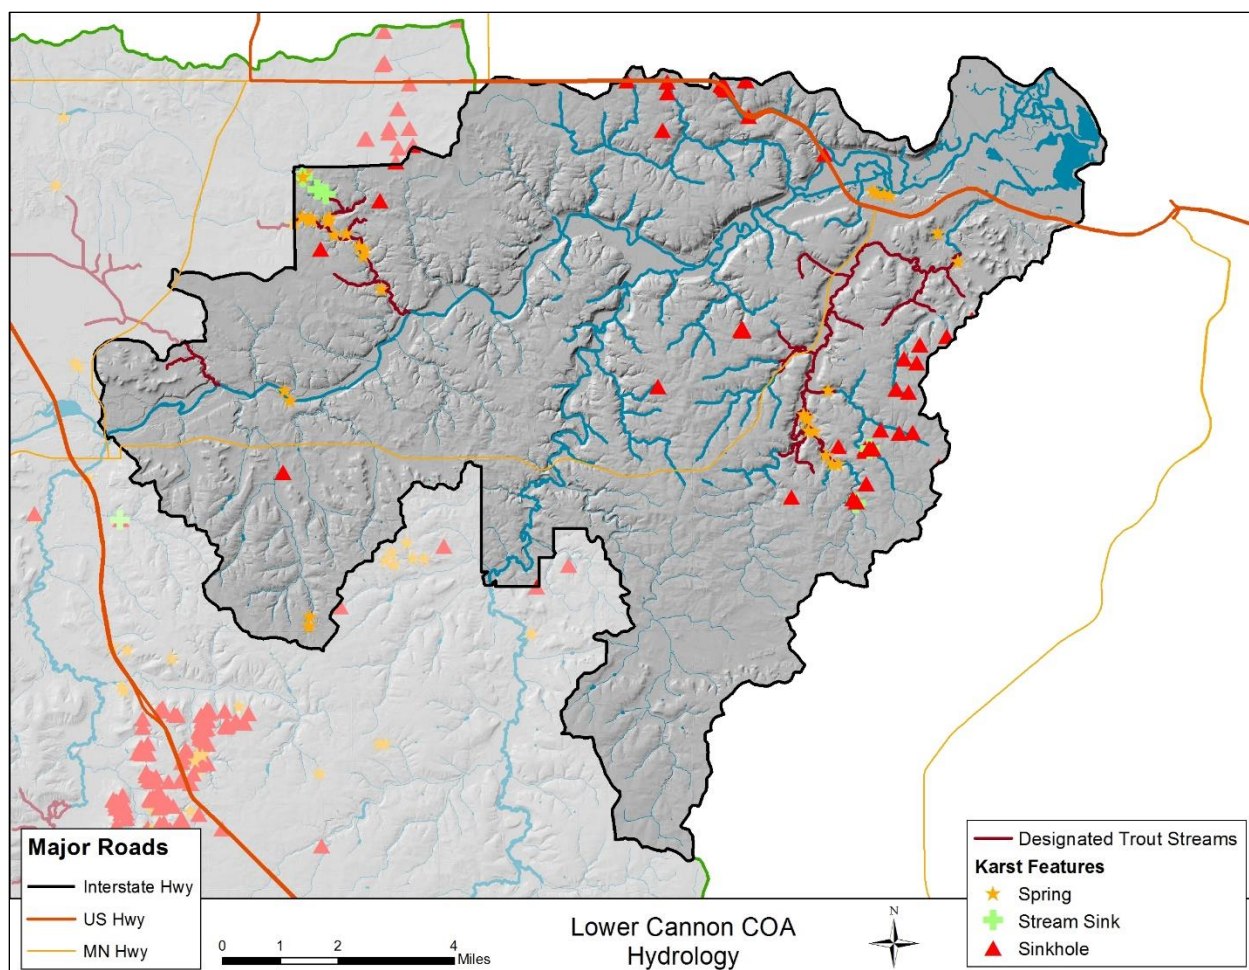 Major Roads
Interstate Hwy
US Hwy
MN Hwy
0 1 2 4
Miles
Lower Cannon COA
Hydrology
N
Designated Trout Streams
Karst Features
Spring
Stream Sink
Sinkhole